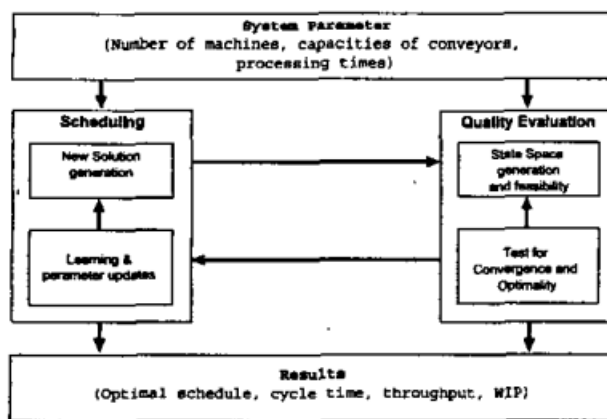 System Parameter
(Number of machines, capacities of conveyors,
processing times)
Scheduling
New Solution
generation
Learning &
parameter updates
Quality Evaluation
State Space
generation
and feasibility
Test for
Convergence and
Optimality
Results
(Optimal schedule, cycle time, throughput, WIP)